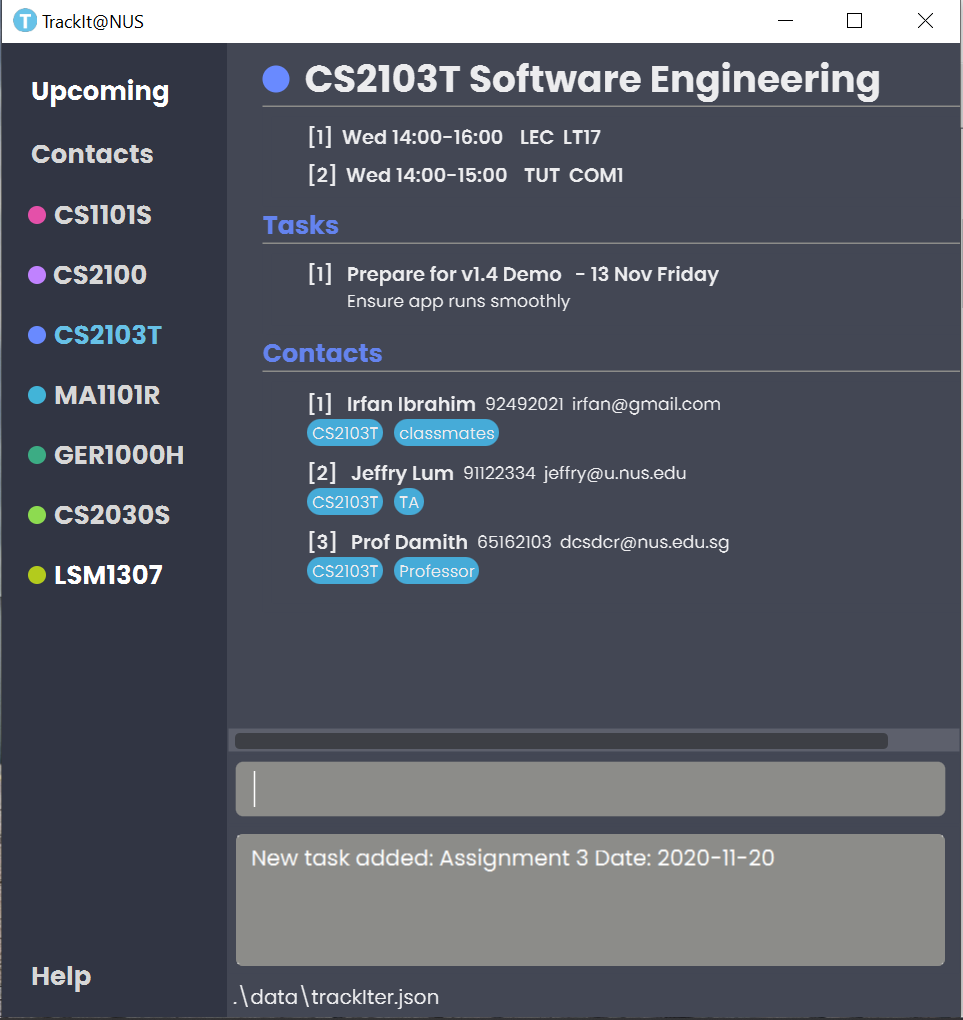 T TrackIt@NUS
Upcoming
Contacts
CS1101S
CS2100
CS2103T
MA1101R
GER1000H
CS2030S
LSM1307
Help
CS2103T Software Engineering
[1] Wed 14:00-16:00 LEC LT17
[2] Wed 14:00-15:00 TUT COM1
Tasks
[1] Prepare for v1.4 Demo - 13 Nov Friday
Ensure app runs smoothly
Contacts
[1] Irfan Ibrahim 92492021 irfan@gmail.com
CS2103T classmates
[2] Jeffry Lum 91122334 jeffry@u.nus.edu
CS2103T TA
[3] Prof Damith 65162103 dcsdcr@nus.edu.sg
CS2103T Professor
New task added: Assignment 3 Date: 2020-11-20
.\data\trackIter.json